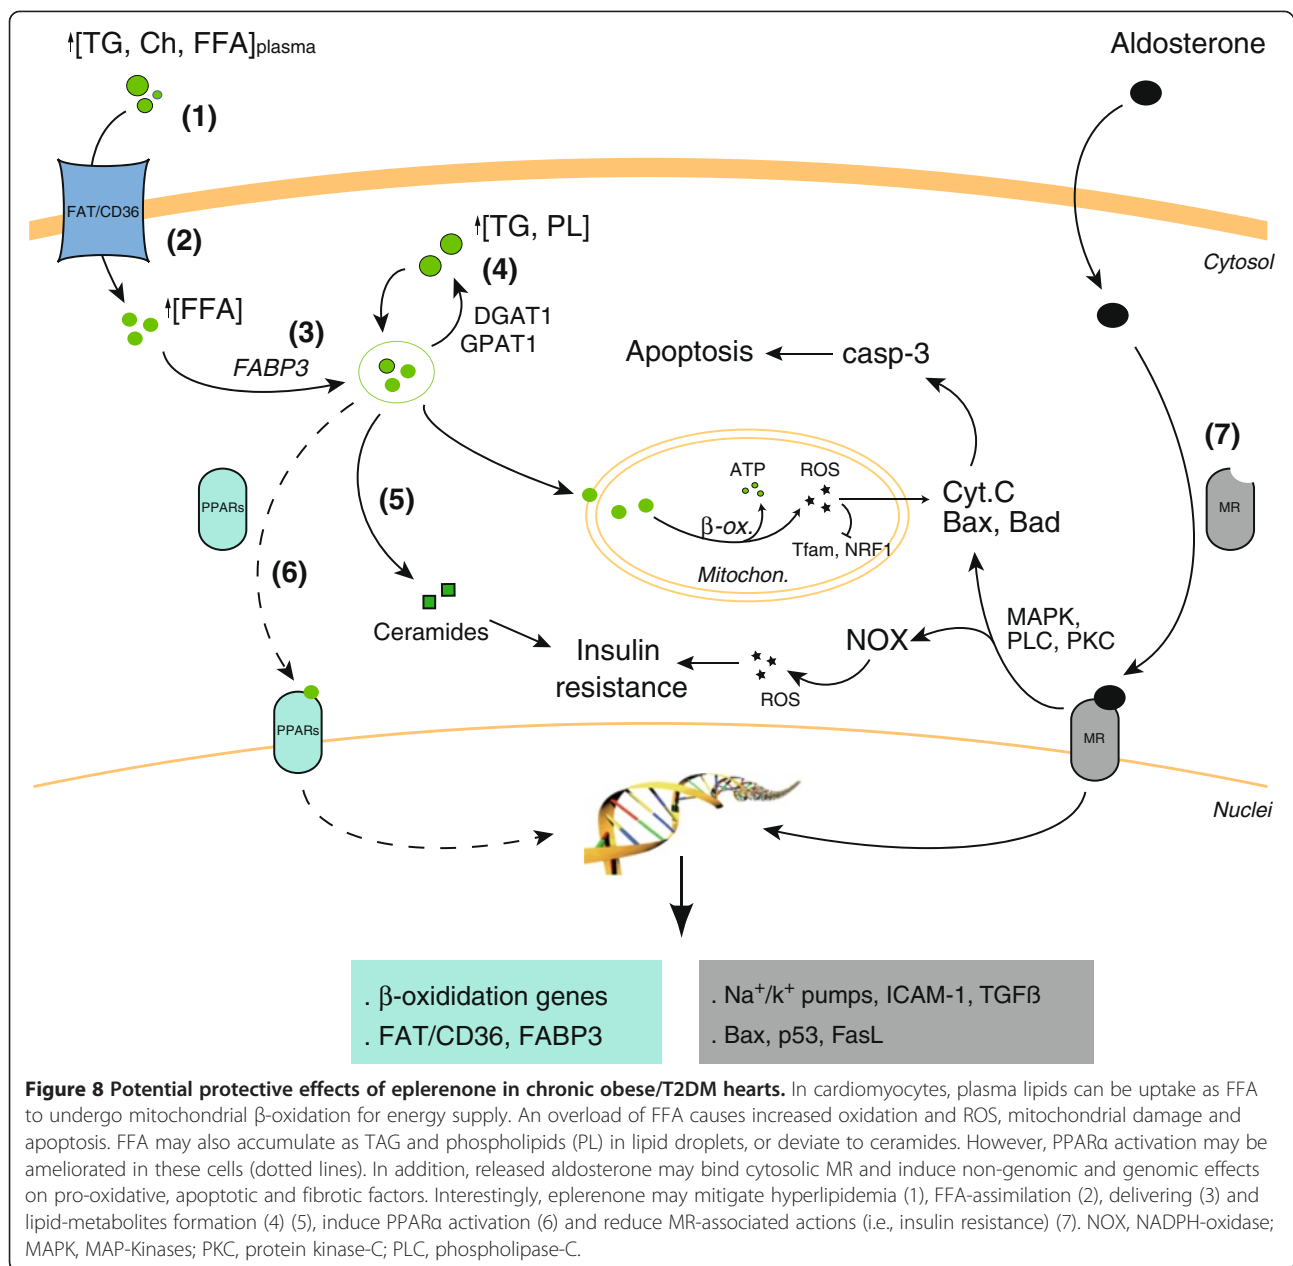 ↑[TG, Ch, FFA]plasma
Aldosterone
(1)
FAT/CD36
(2)
↑[TG, PL]
(4)
Cytosol
↑[FFA]
(3)
DGAT1
GPAT1
FABP3
Apoptosis
casp-3
(7)
PPARs
(5)
ATP
ROS
Cyt.C
Bax, Bad
MR
β-ox.
Tfam, NRF1
Mitochon.
(6)
Ceramides
MAPK,
PLC, PKC
NOX
Insulin
resistance
ROS
PPARs
MR
Nuclei
. β-oxididation genes
. FAT/CD36, FABP3
. Na⁺/k⁺ pumps, ICAM-1, TGFß
. Bax, p53, FasL
Figure 8 Potential protective effects of eplerenone in chronic obese/T2DM hearts. In cardiomyocytes, plasma lipids can be uptake as FFA
to undergo mitochondrial β-oxidation for energy supply. An overload of FFA causes increased oxidation and ROS, mitochondrial damage and
apoptosis. FFA may also accumulate as TAG and phospholipids (PL) in lipid droplets, or deviate to ceramides. However, PPARα activation may be
ameliorated in these cells (dotted lines). In addition, released aldosterone may bind cytosolic MR and induce non-genomic and genomic effects
on pro-oxidative, apoptotic and fibrotic factors. Interestingly, eplerenone may mitigate hyperlipidemia (1), FFA-assimilation (2), delivering (3) and
lipid-metabolites formation (4) (5), induce PPARα activation (6) and reduce MR-associated actions (i.e., insulin resistance) (7). NOX, NADPH-oxidase;
MAPK, MAP-Kinases; PKC, protein kinase-C; PLC, phospholipase-C.